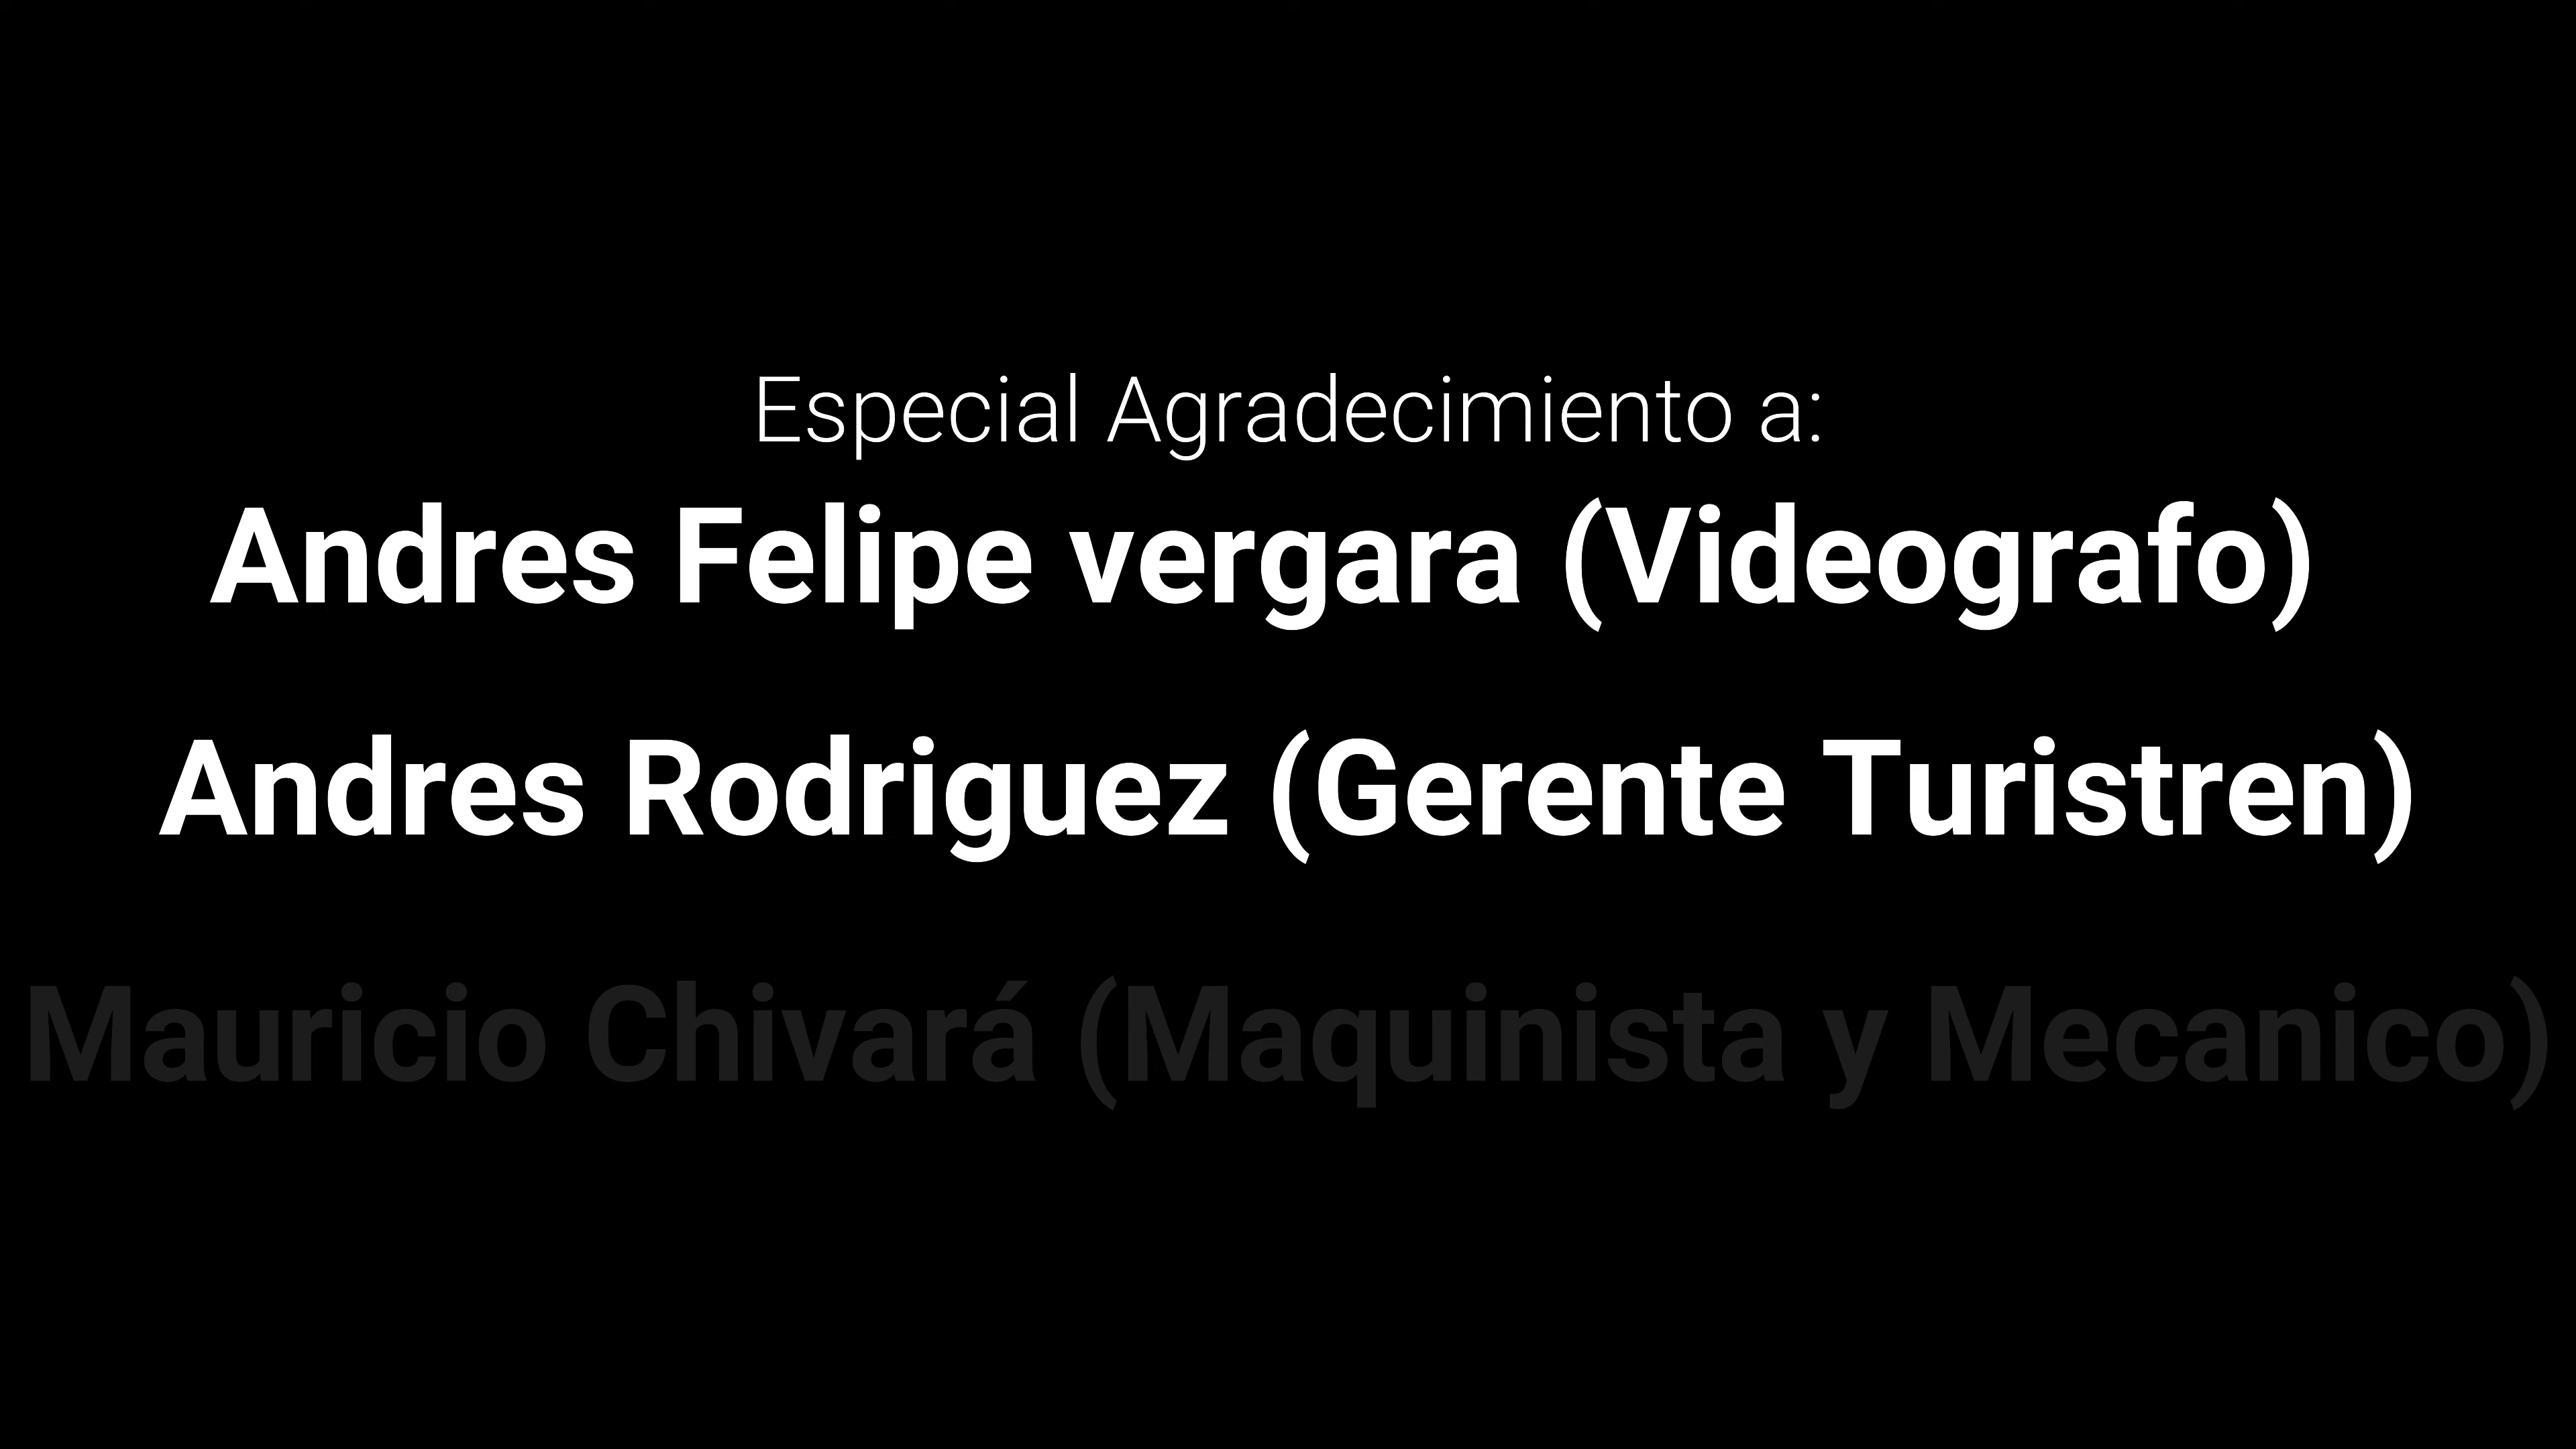 Especial Agradecimiento a:
Andres Felipe vergara (Videografo)
Andres Rodriguez (Gerente Turistren)
Mauricio Chivará (Maquinista y Mecanico)